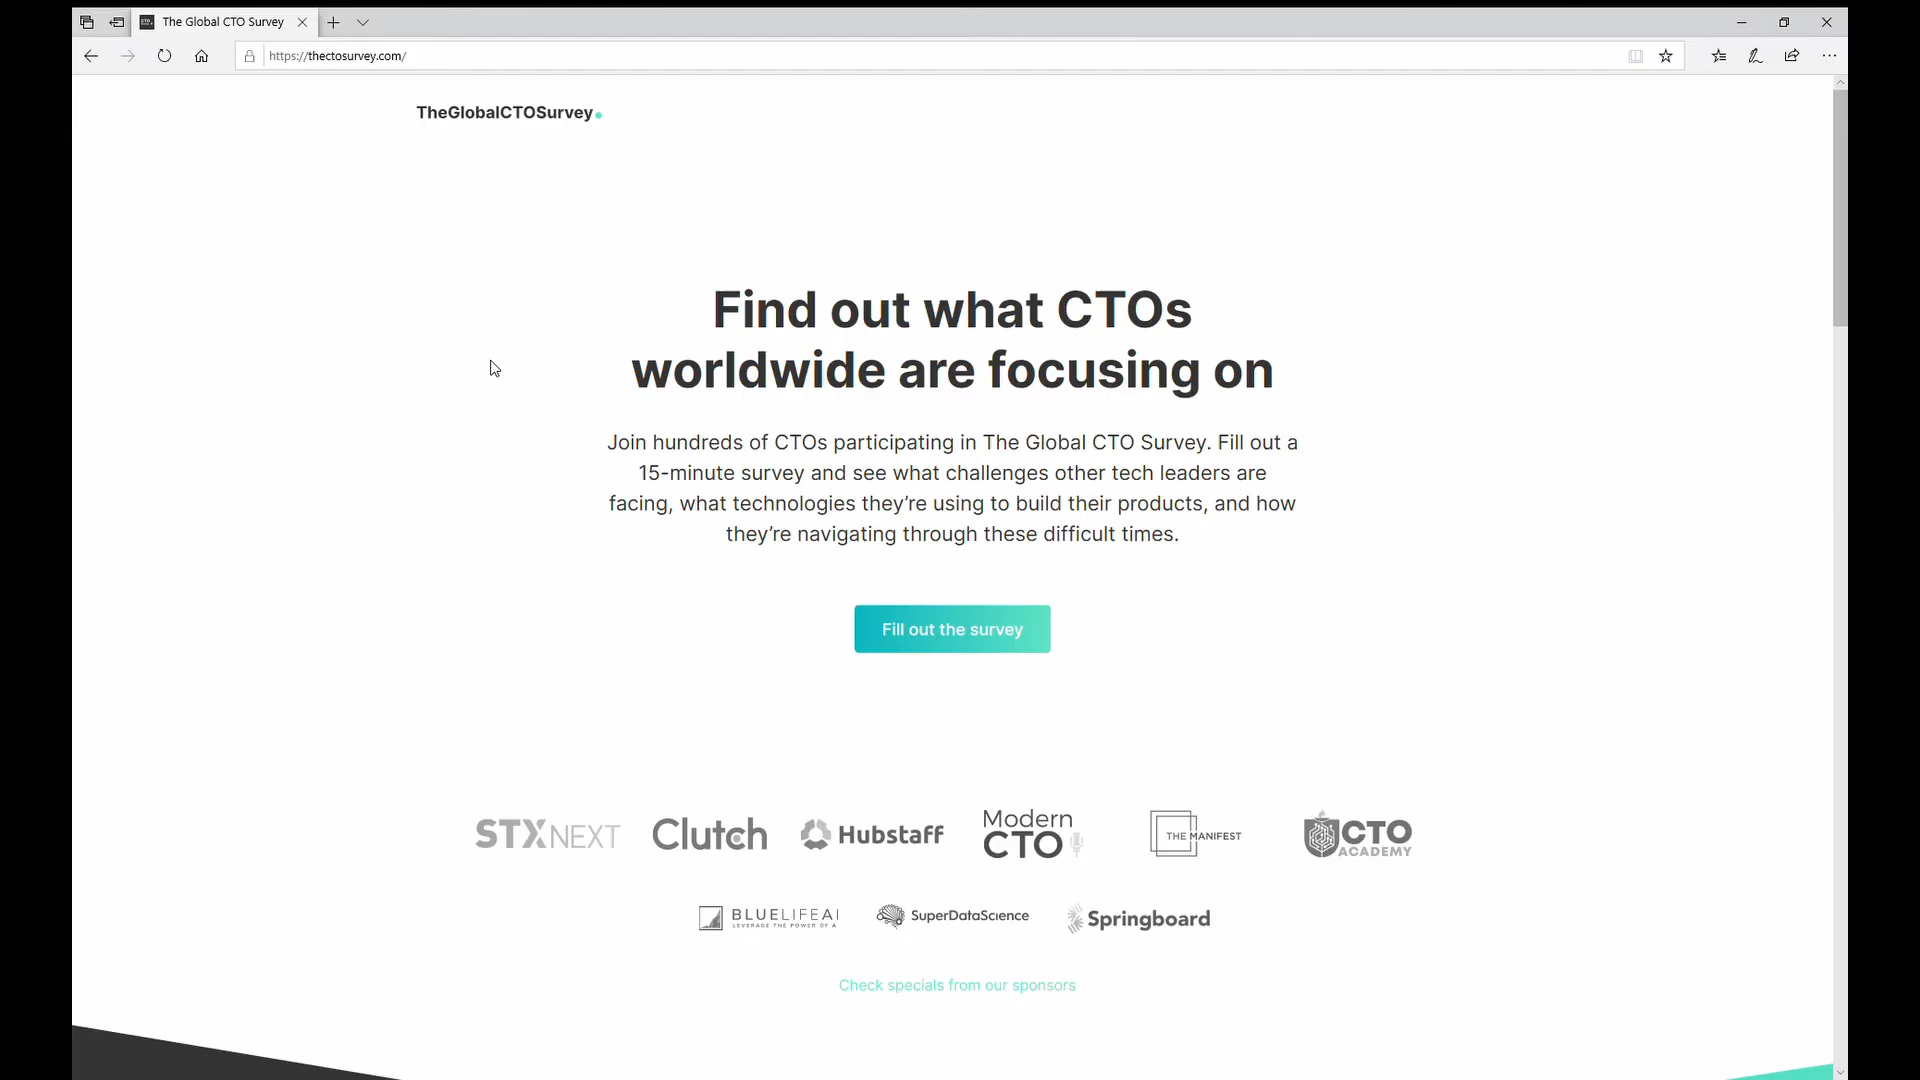 The Global CTO Survey
https://thectosurvey.com/
TheGlobalCTOSurvey.
Find out what CTOs
worldwide are focusing on
Join hundreds of CTOs participating in The Global CTO Survey. Fill out a
15-minute survey and see what challenges other tech leaders are
facing, what technologies they’re using to build their products, and how
they’re navigating through these difficult times.
Fill out the survey
STXNEXT
Clutch
Hubstaff
Modern
CTO
THE MANIFEST
CTO
ACADEMY
BLUELIFEAI
LEVERAGE THE POWER OF A
SuperDataScience
Springboard
Check specials from our sponsors